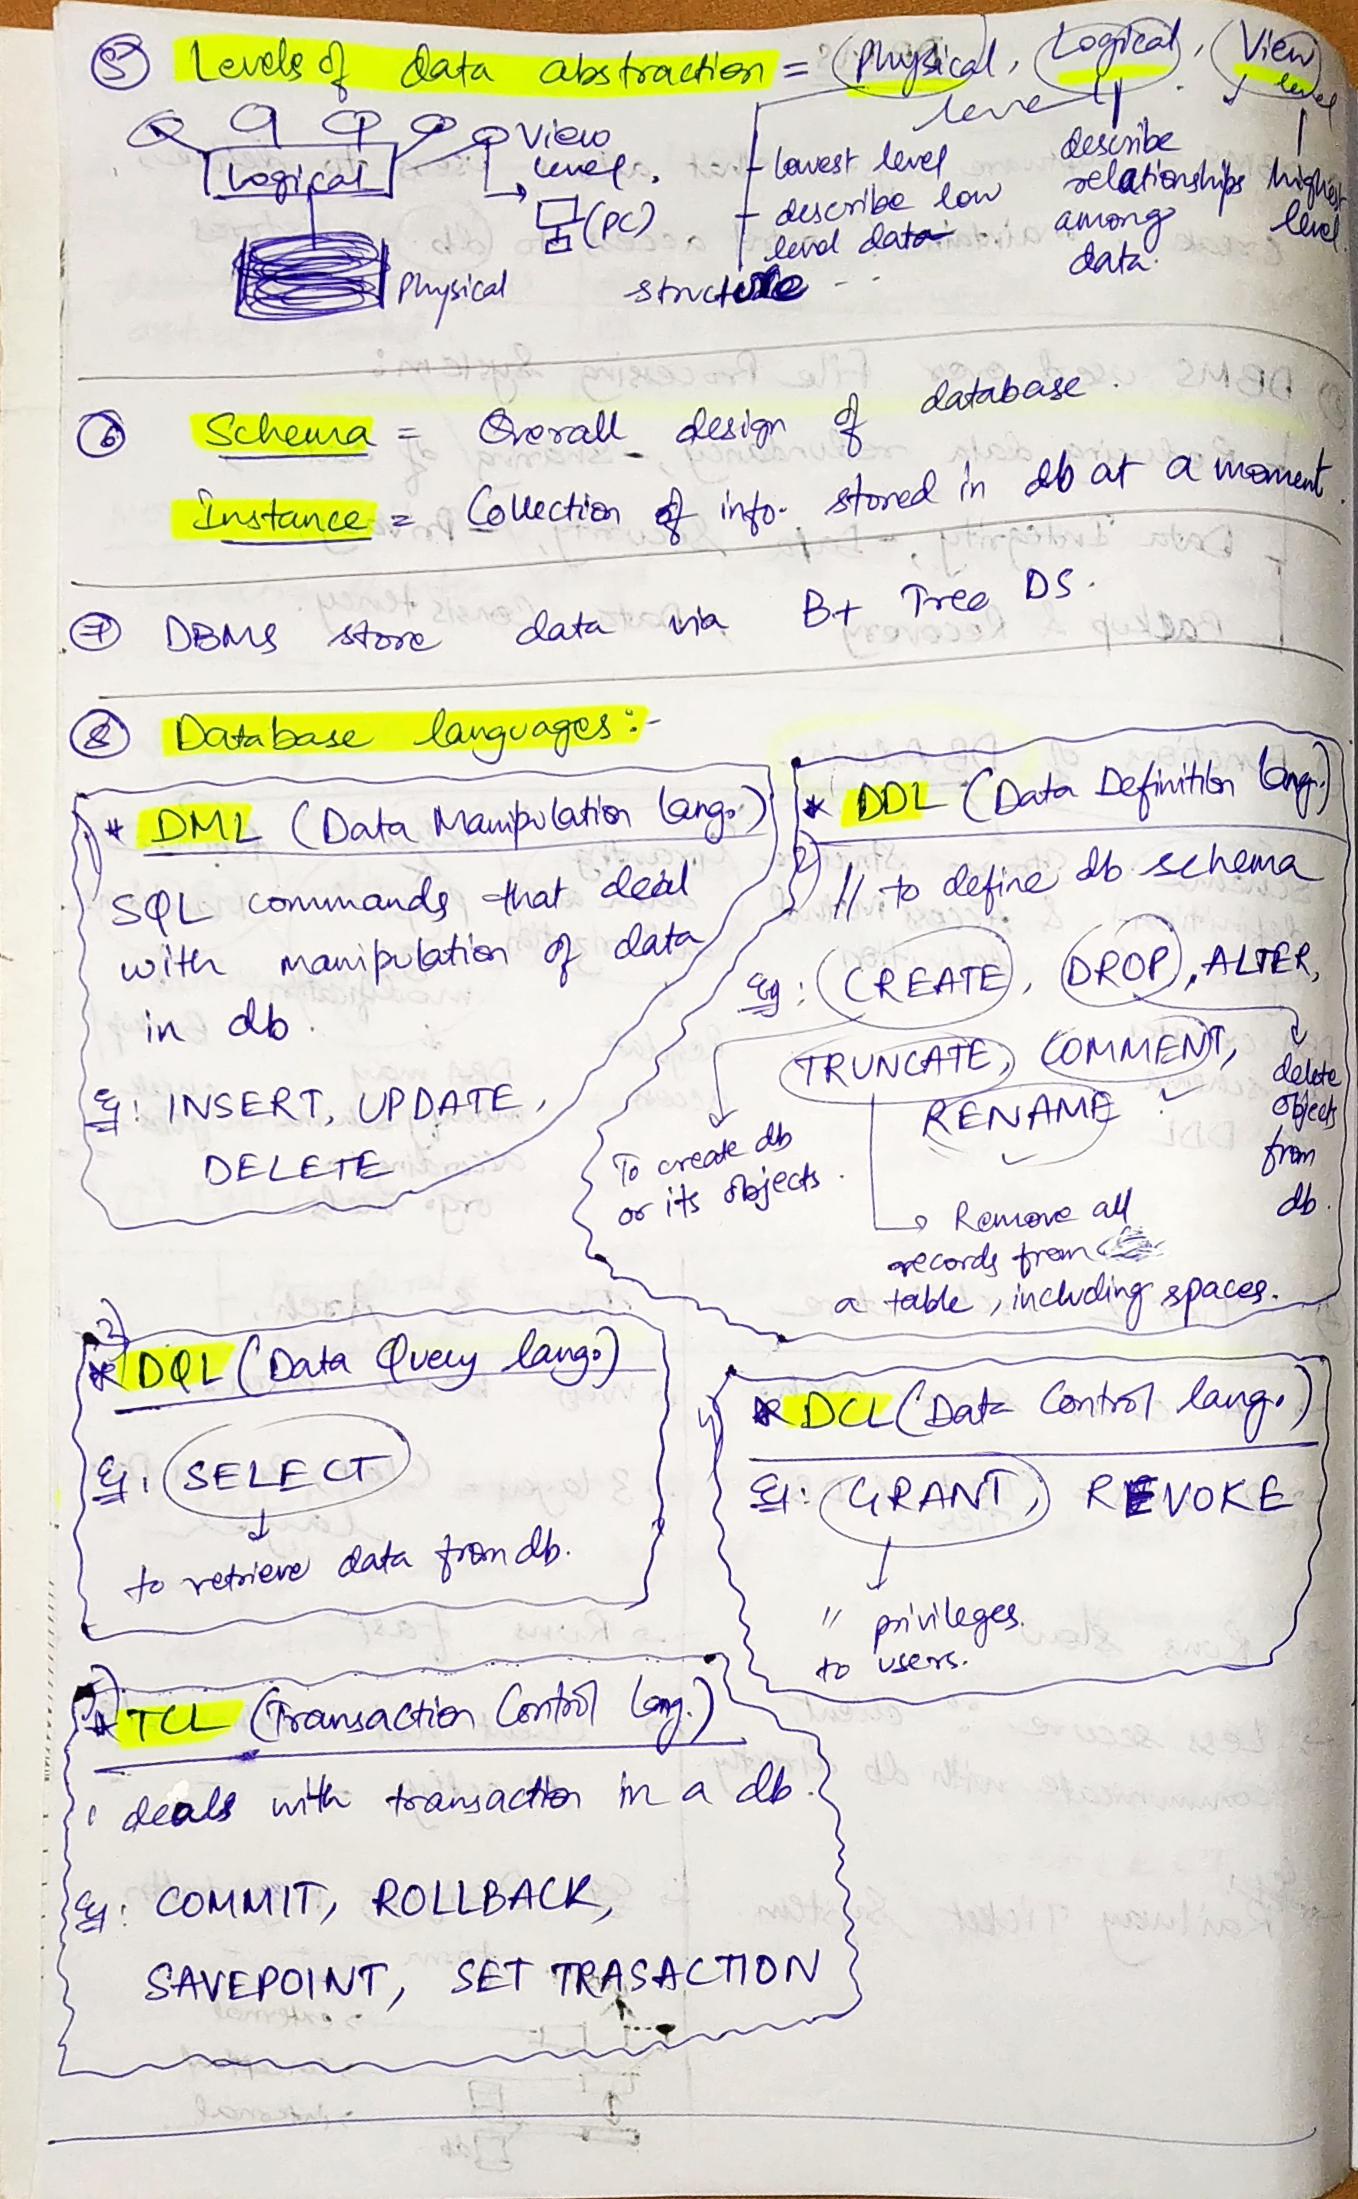 ⑤ Levels of data abstraction = Physical, Logical, View
level
level
View
level.
(PC)
Logical
Physical
- lowest level
- describe low
level data
structure - -
describe
relationships
among
data.
highest
level.
⑥ Schema = Overall design of database.
Instance = Collection of info. stored in db at a moment.
⑦ DBMS store data via B+ Tree DS.
⑧ Database languages:-
1) * DML (Data Manipulation lang.)
SQL commands that deal
with manipulation of data
in db.
Eg: INSERT, UPDATE,
DELETE
2) * DDL (Data Definition lang.)
// to define db schema
Eg: CREATE, DROP, ALTER,
TRUNCATE, COMMENT,
RENAME
To create db
or its objects.
delete
objects
from
db.
Remove all
records from
a table, including spaces.
3) * DQL (Data Query lang.)
Eg: SELECT
to retrieve data from db.
4) * DCL (Data Control lang.)
Eg: GRANT, REVOKE
" privileges.
to users.
5) * TCL (Transaction Control lang.)
deals with transaction in a db.
Eg: COMMIT, ROLLBACK,
SAVEPOINT, SET TRASACTION